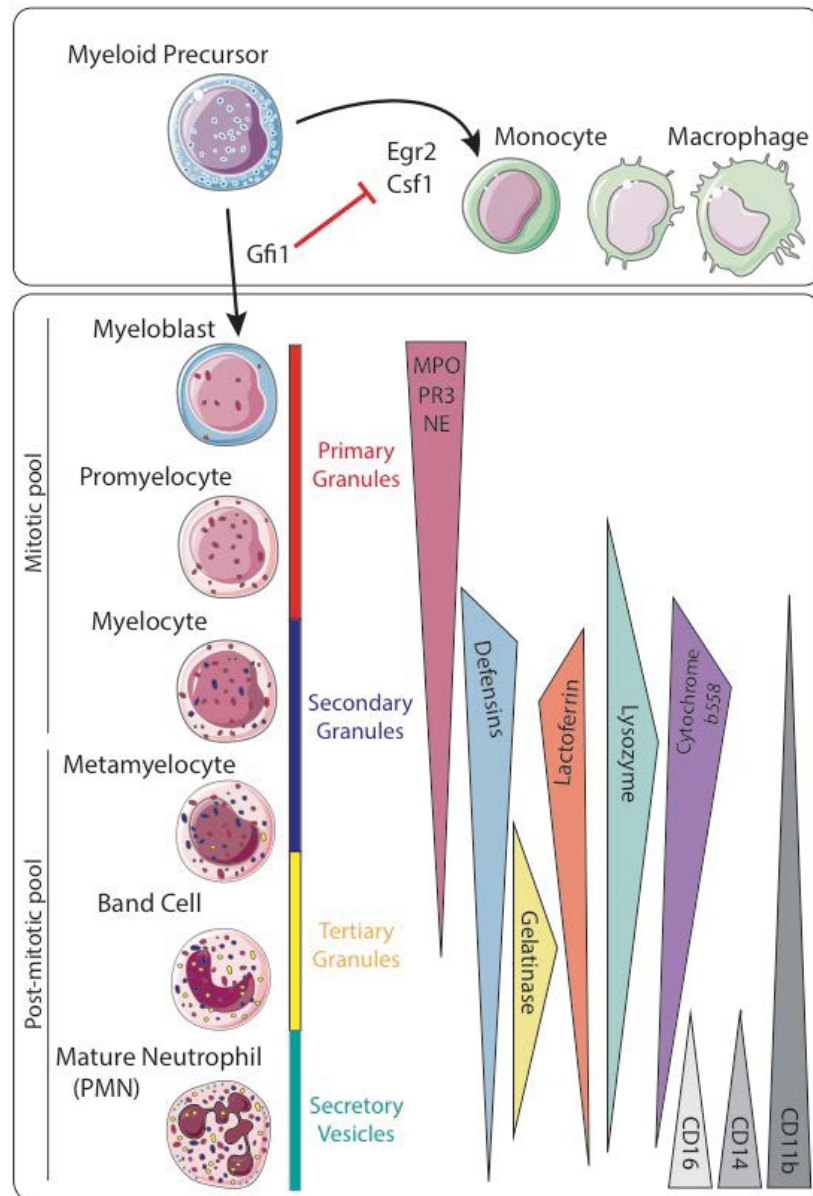 Myeloid Precursor
Egr2
Csf1
Monocyte
Macrophage
Gfi1
Mitotic pool
Post-mitotic pool
Myeloblast
Promyelocyte
Myelocyte
Metamyelocyte
Band Cell
Mature Neutrophil
(PMN)
Primary
Granules
Secondary
Granules
Tertiary
Granules
Secretory
Vesicles
MPO
PR3
NE
Defensins
Gelatinase
Lactoferrin
Lysozyme
Cytochrome
b558
CD16
CD14
CD11b